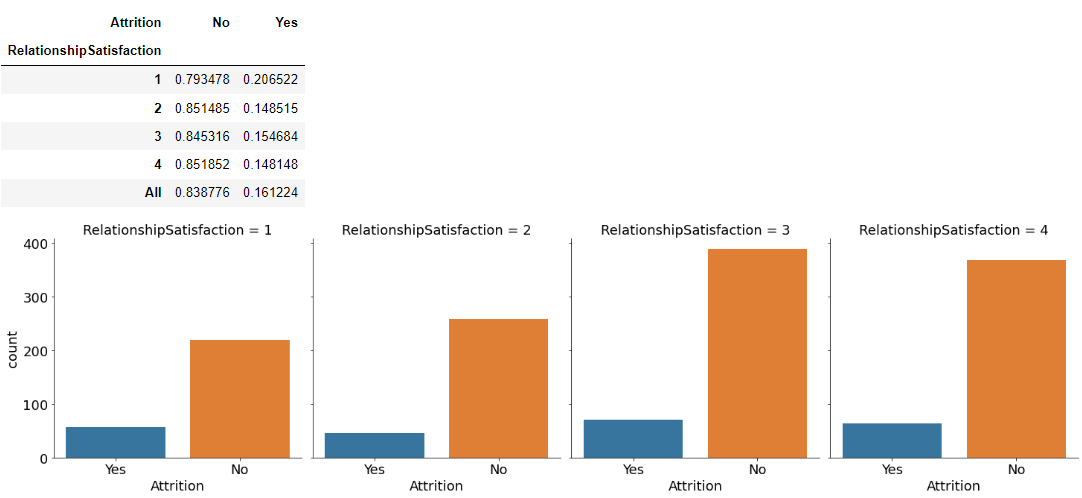 Attrition No Yes
RelationshipSatisfaction
1 0.793478 0.206522
2 0.851485 0.148515
3 0.845316 0.154684
4 0.851852 0.148148
All 0.838776 0.161224
RelationshipSatisfaction = 1 RelationshipSatisfaction = 2 RelationshipSatisfaction = 3 RelationshipSatisfaction = 4
400
300
200
100
0
count
Yes No Yes No Yes No Yes No
Attrition Attrition Attrition Attrition